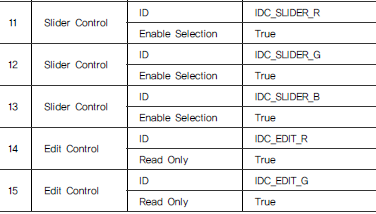 11 Slider Control ID IDC_SLIDER_R
Enable Selection True
12 Slider Control ID IDC_SLIDER_G
Enable Selection True
13 Slider Control ID IDC_SLIDER_B
Enable Selection True
14 Edit Control ID IDC_EDIT_R
Read Only True
15 Edit Control ID IDC_EDIT_G
Read Only True